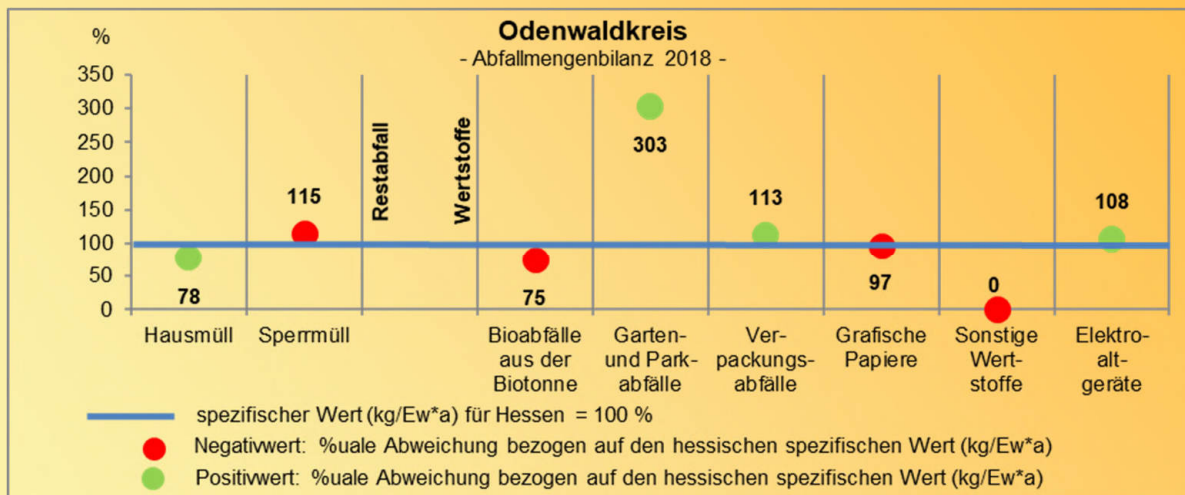 Odenwaldkreis
- Abfallmengenbilanz 2018 -
%
350
300
250
200
150
100
50
0
78
115
Restabfall
Wertstoffe
75
303
113
97
0
108
Hausmüll
Sperrmüll
Bioabfälle
aus der
Biotonne
Garten-
und Park-
abfälle
Ver-
packungs-
abfälle
Grafische
Papiere
Sonstige
Wert-
stoffe
Elektro-
alt-
geräte
spezifischer Wert (kg/Ew*a) für Hessen = 100 %
Negativwert: %uale Abweichung bezogen auf den hessischen spezifischen Wert (kg/Ew*a)
Positivwert: %uale Abweichung bezogen auf den hessischen spezifischen Wert (kg/Ew*a)